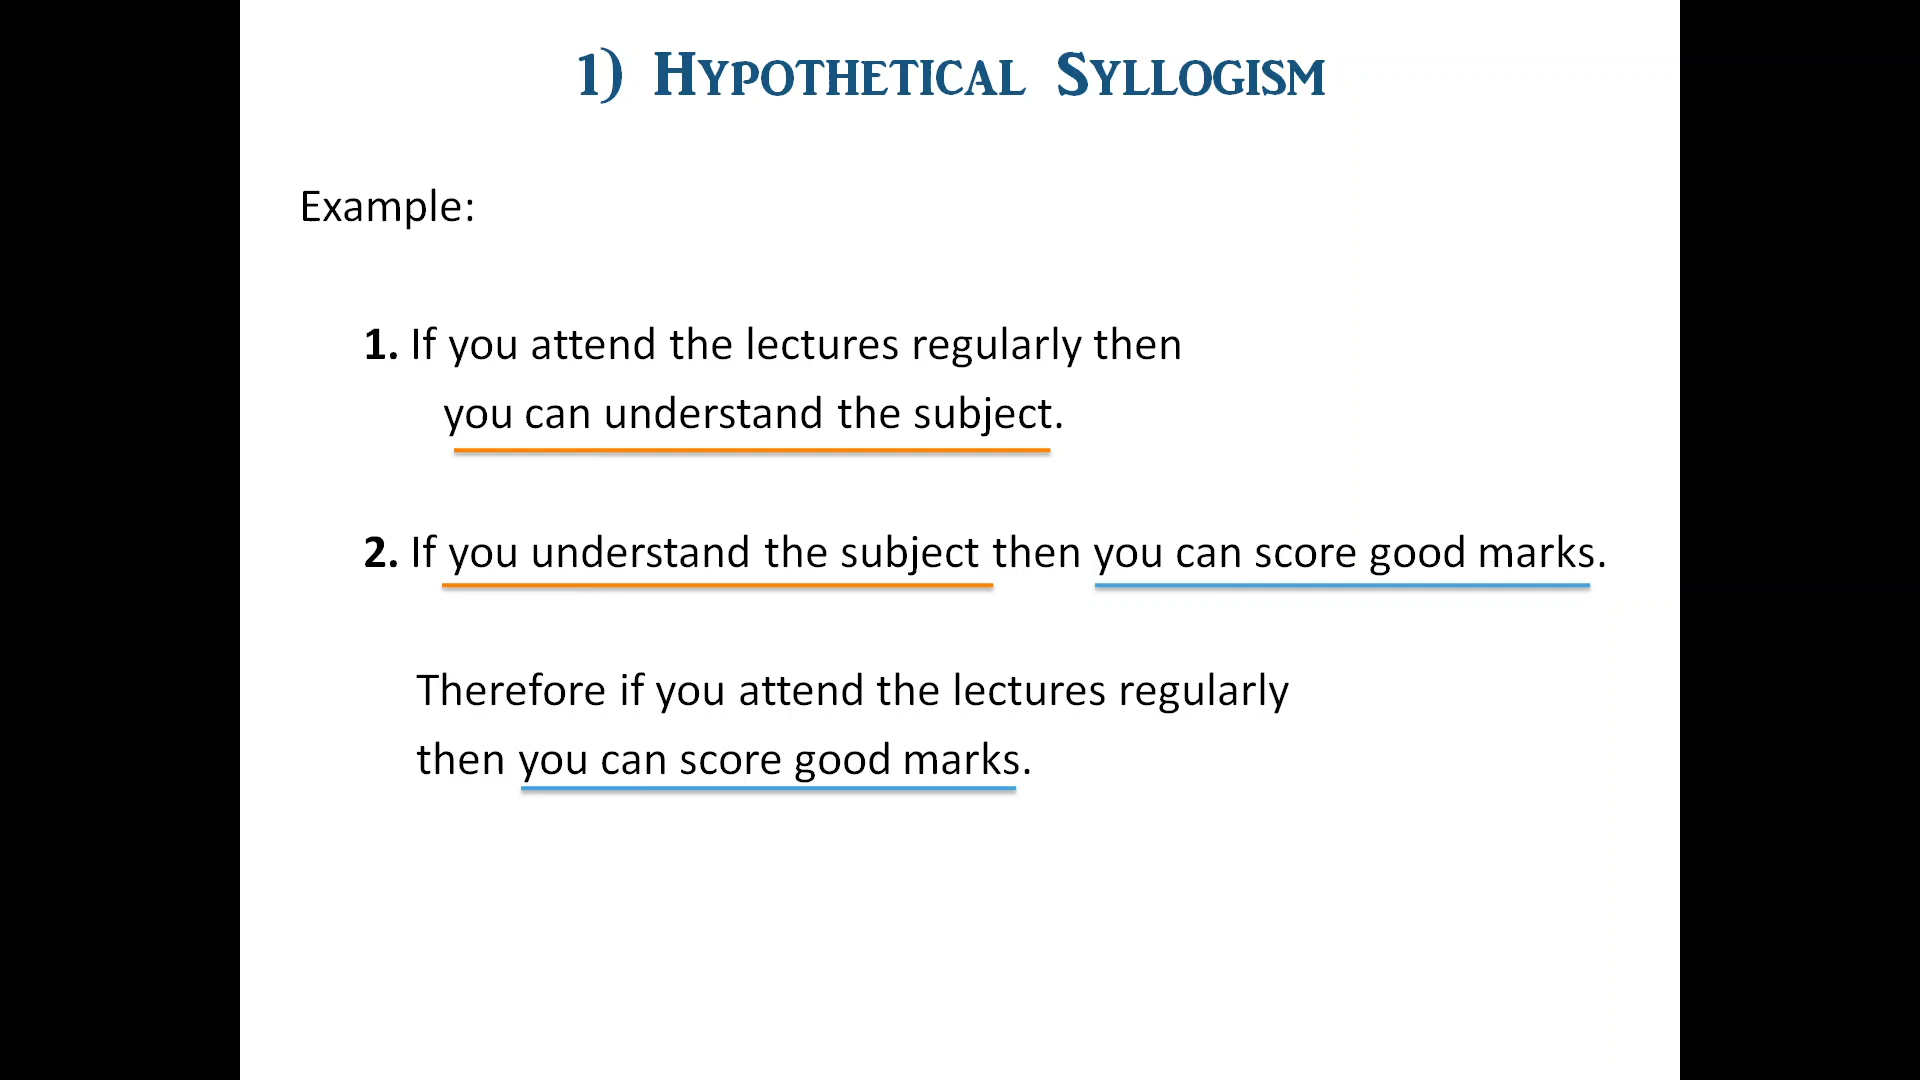 1) Hypothetical Syllogism
Example:
1. If you attend the lectures regularly then
you can understand the subject.
2. If you understand the subject then you can score good marks.
Therefore if you attend the lectures regularly
then you can score good marks.